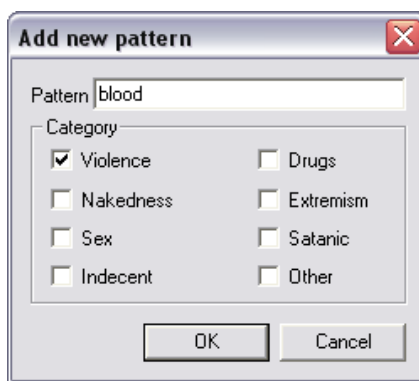 Add new pattern
Pattern blood
Category
Violence Drugs
Nakedness Extremism
Sex Satanic
Indecent Other
OK Cancel